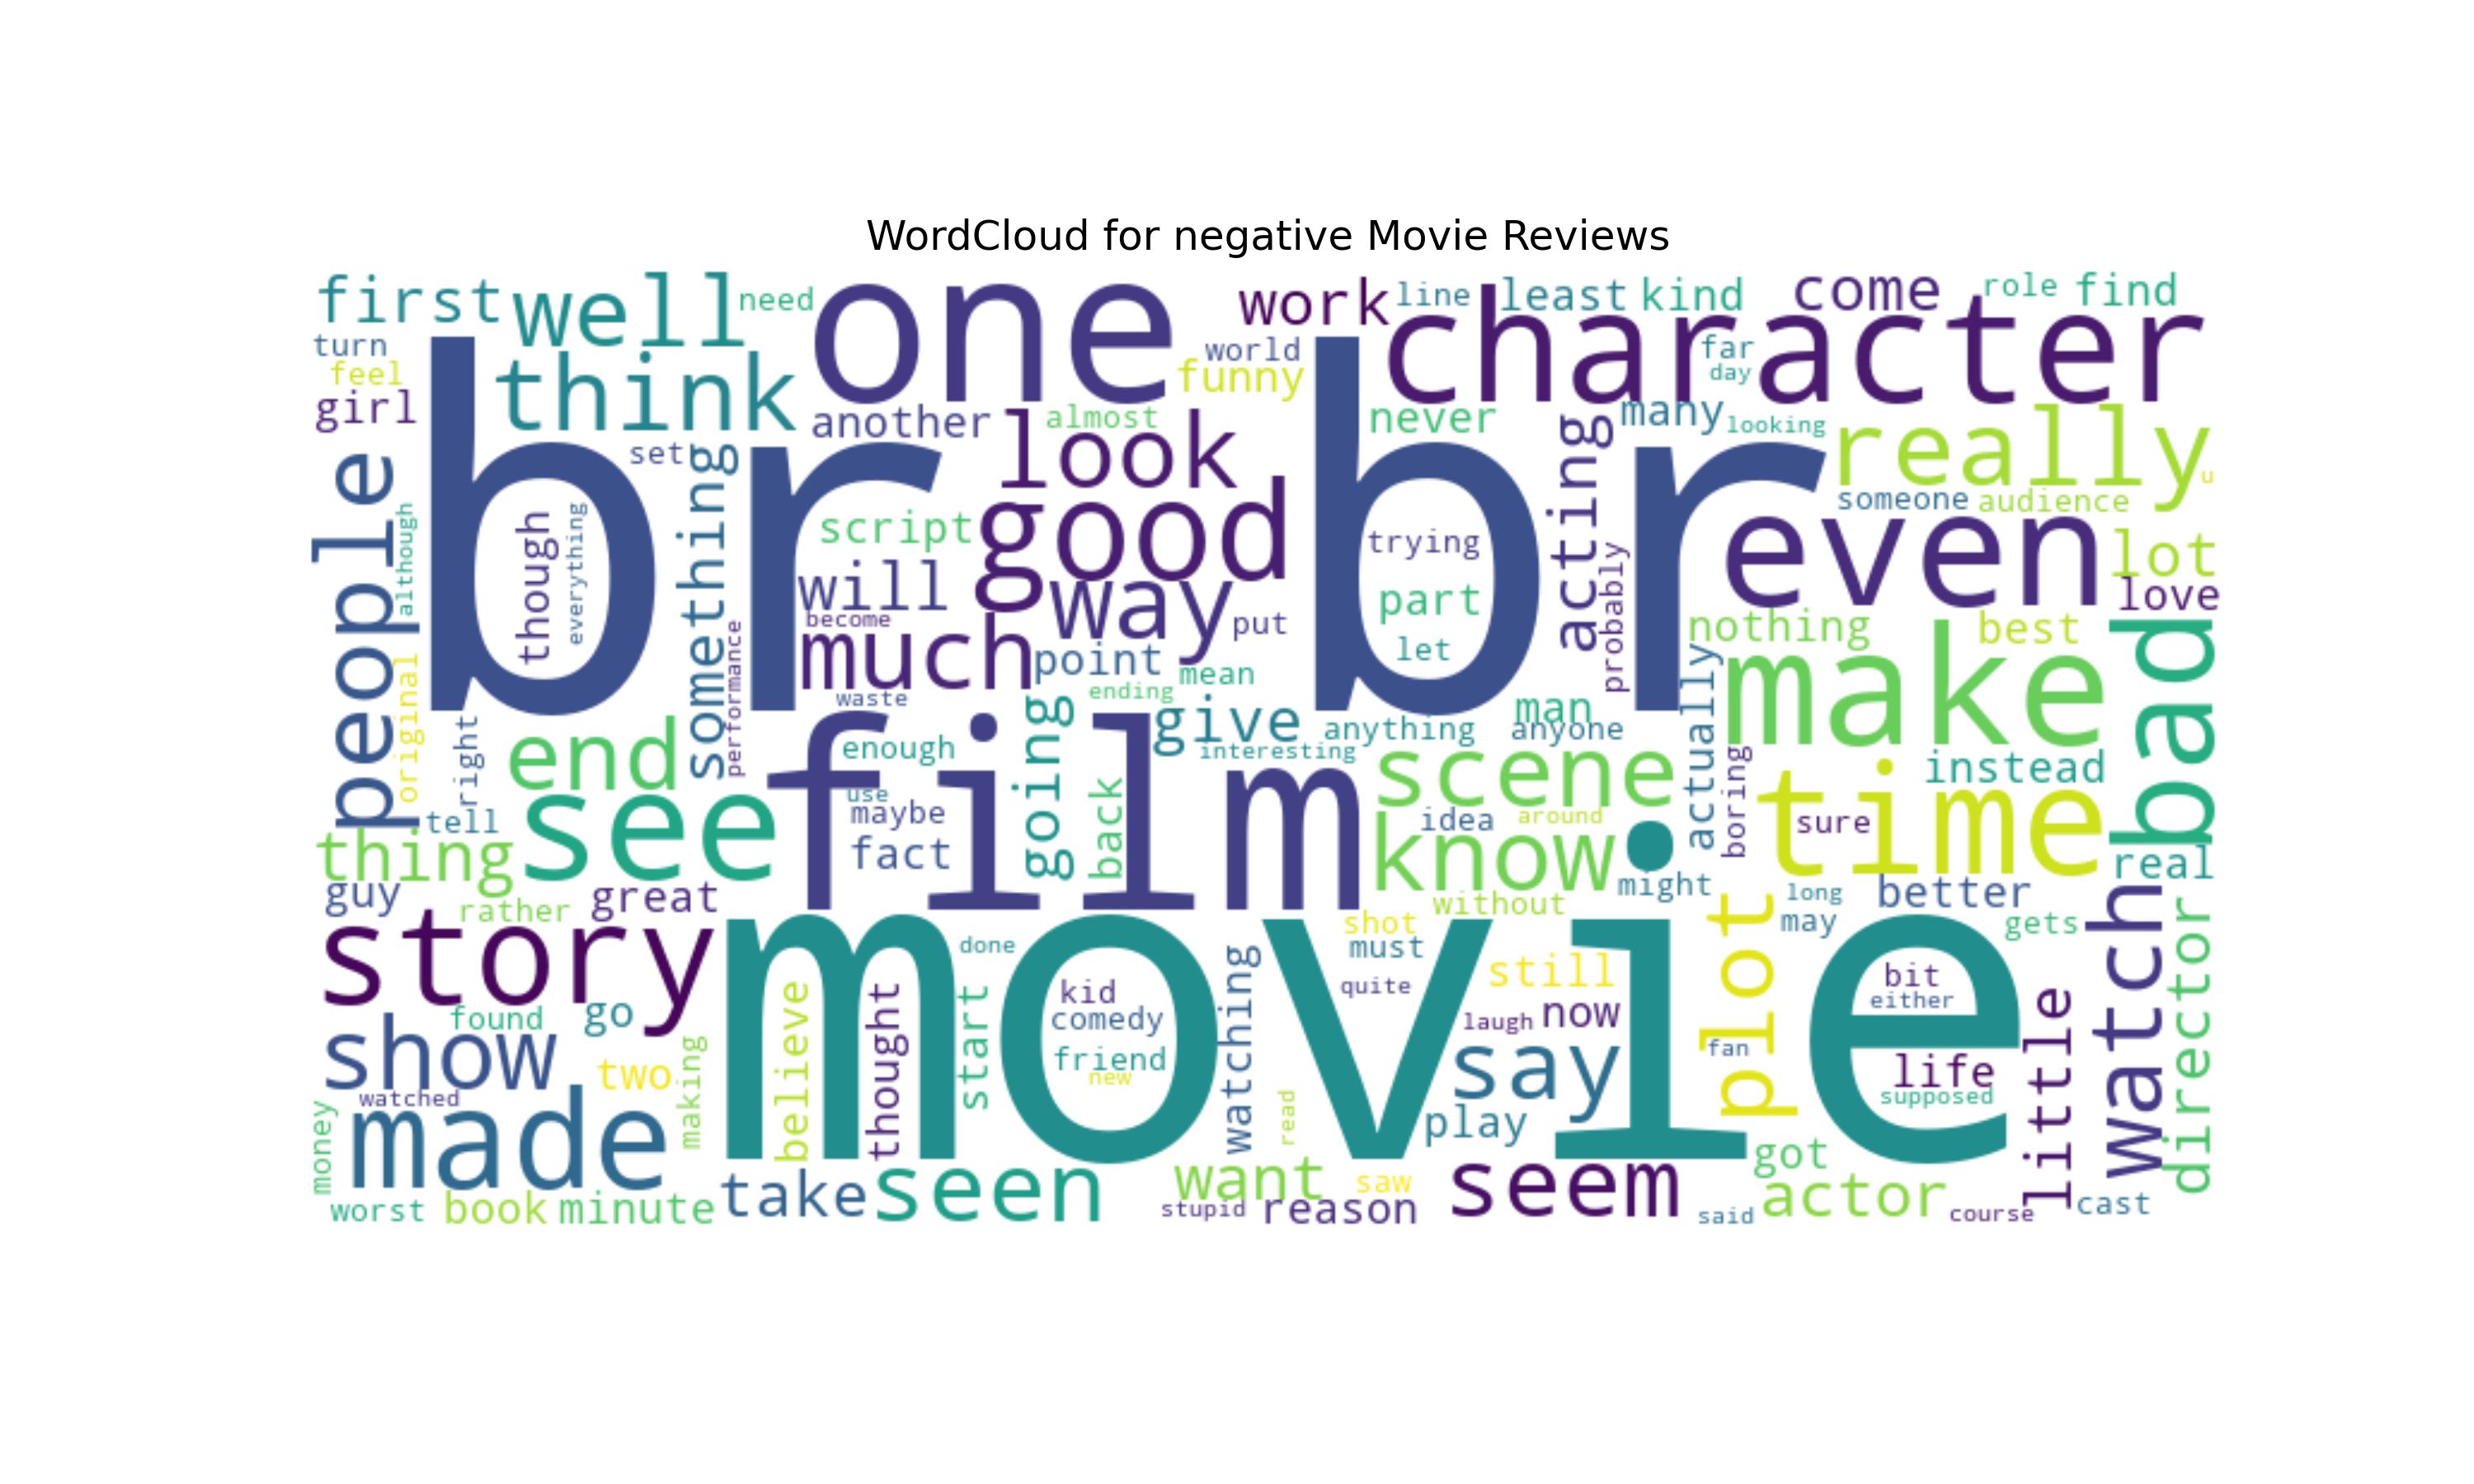 WordCloud for negative Movie Reviews
first well need one work line least kind come role find
turn think world character far
feel funny day
girl another almost never many looking really
br br
set look acting u
people although something good someone audience
though everything script trying even lot
will way part probably love
become put nothing best
much point let make bad
original performance waste ending mean
right going give anything man anyone actually
end enough interesting scene boring instead
film use back idea around time sure
tell see maybe know
thing fact might real
guy great without long better
rather shot may gets
story done must plot watch director
movie
believe thought start kid watching quite still bit
found go comedy laugh now either little
show two making friend say fan life
watched new supposed
money made read play
got
take seen want saw seem actor
worst book minute stupid reason said course cast